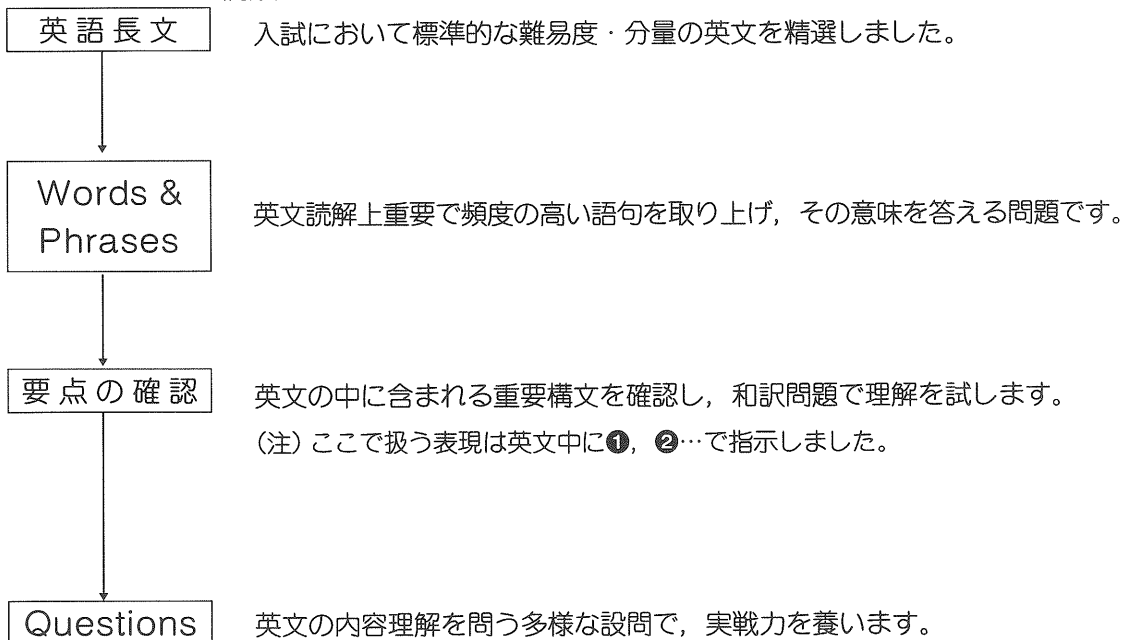 英語長文
入試において標準的な難易度・分量の英文を精選しました。
Words &
Phrases
英文読解上重要で頻度の高い語句を取り上げ，その意味を答える問題です。
要点の確認
英文の中に含まれる重要構文を確認し，和訳問題で理解を試します。
（注）ここで扱う表現は英文中に❶，❷…で指示しました。
Questions
英文の内容理解を問う多様な設問で，実戦力を養います。